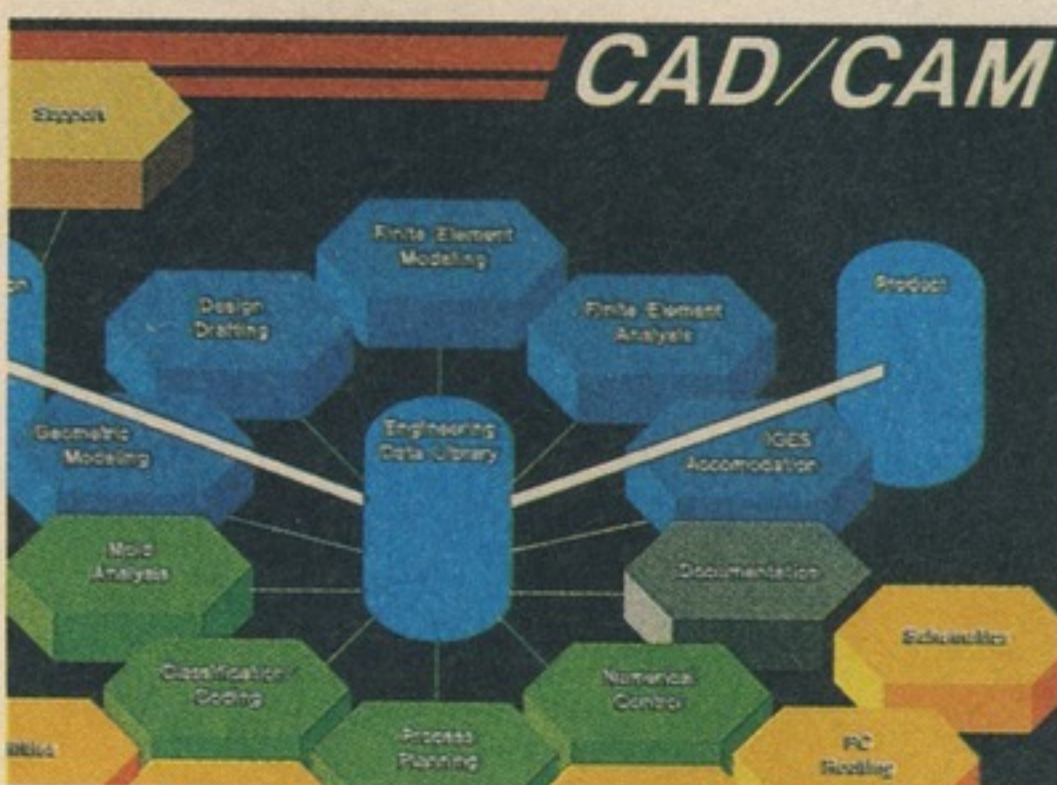 CAD/CAM
Support
Finite Element
Modeling
Design
Drafting
Finite Element
Analysis
Product
Engineering
Data Library
Geometric
Modeling
IGES
Accomodation
Mold
Analysis
Documentation
Schematics
Classification/
Coding
Numerical
Control
Process
Planning
PC
Routing